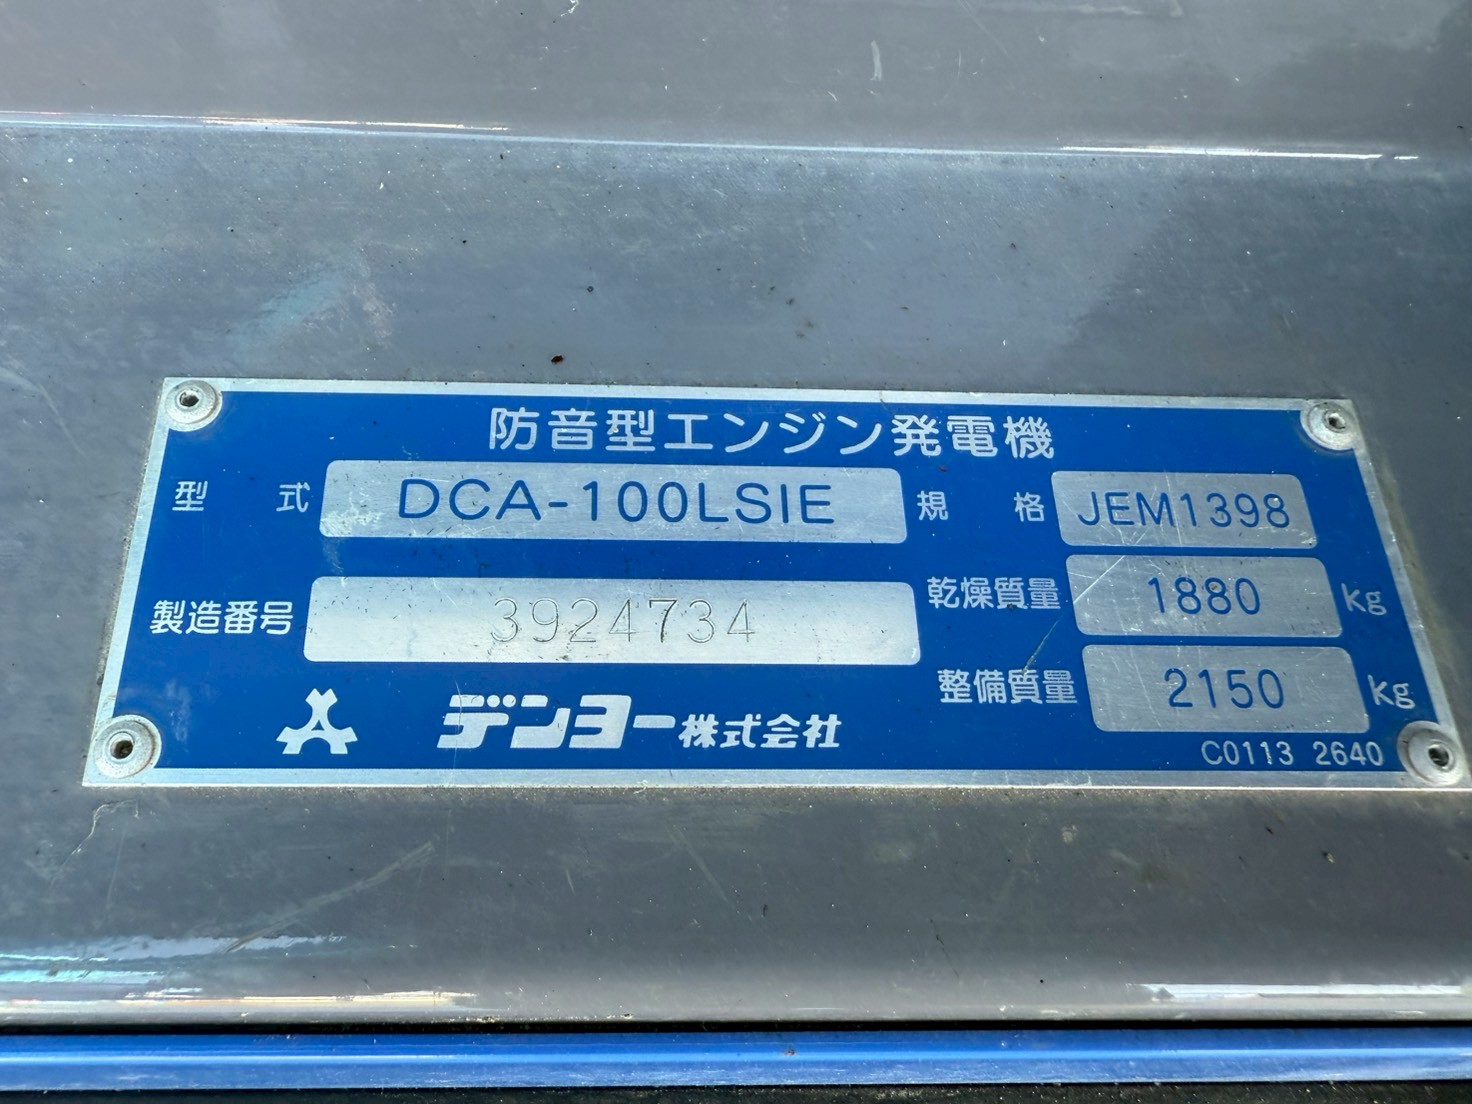 防音型エンジン発電機
型式 DCA-100LSIE 規格 JEM1398
製造番号 3924734 乾燥質量 1880 kg
整備質量 2150 kg
デンヨー株式会社
C0113 2640